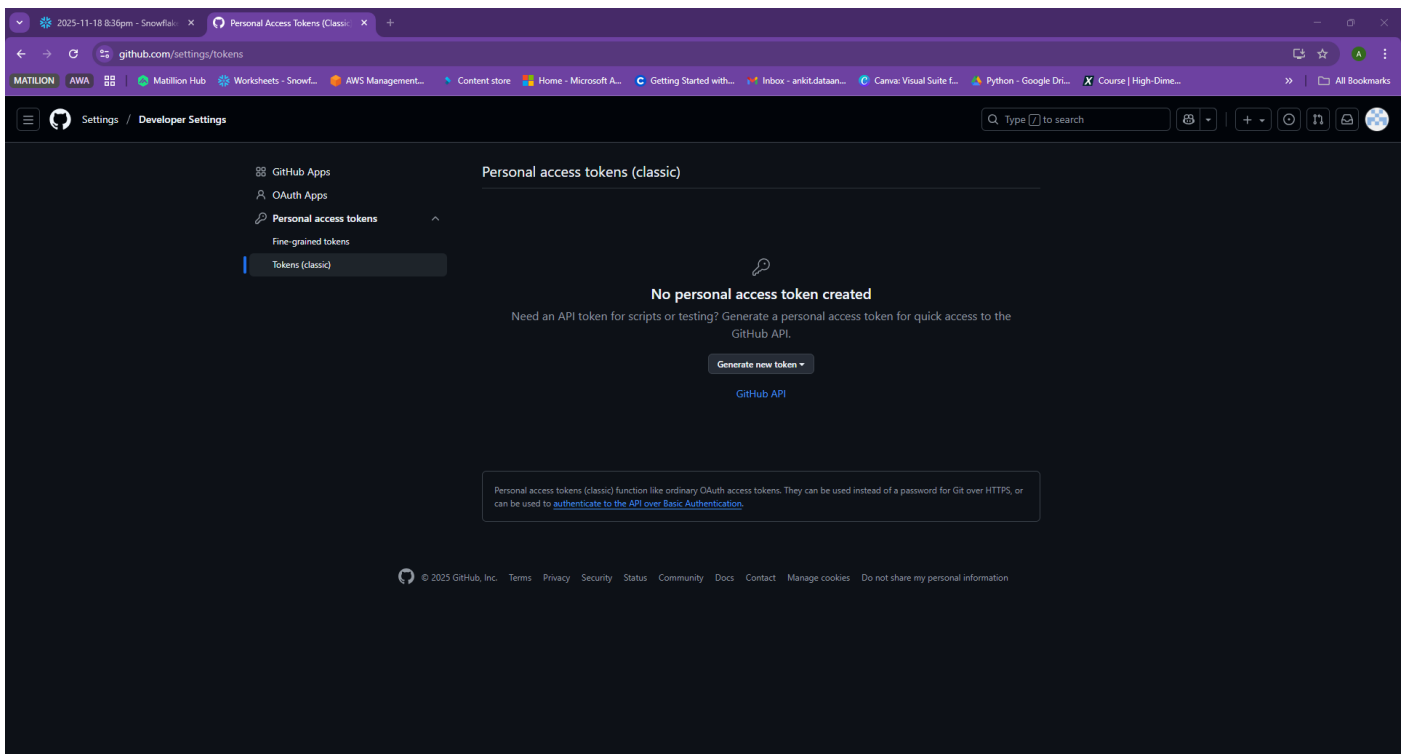 2025-11-18 8:36pm - Snowflak
Personal Access Tokens (Classic
github.com/settings/tokens
A
MATILION AWA Matillion Hub Worksheets - Snowf... AWS Management... Content store Home - Microsoft A... Getting Started with... Inbox - ankit.dataan... Canva: Visual Suite f... Python - Google Dri... Course | High-Dime... » All Bookmarks
Settings / Developer Settings
Type / to search
GitHub Apps
OAuth Apps
Personal access tokens
Fine-grained tokens
Tokens (classic)
Personal access tokens (classic)
No personal access token created
Need an API token for scripts or testing? Generate a personal access token for quick access to the
GitHub API.
Generate new token
GitHub API
Personal access tokens (classic) function like ordinary OAuth access tokens. They can be used instead of a password for Git over HTTPS, or
can be used to authenticate to the API over Basic Authentication.
© 2025 GitHub, Inc. Terms Privacy Security Status Community Docs Contact Manage cookies Do not share my personal information